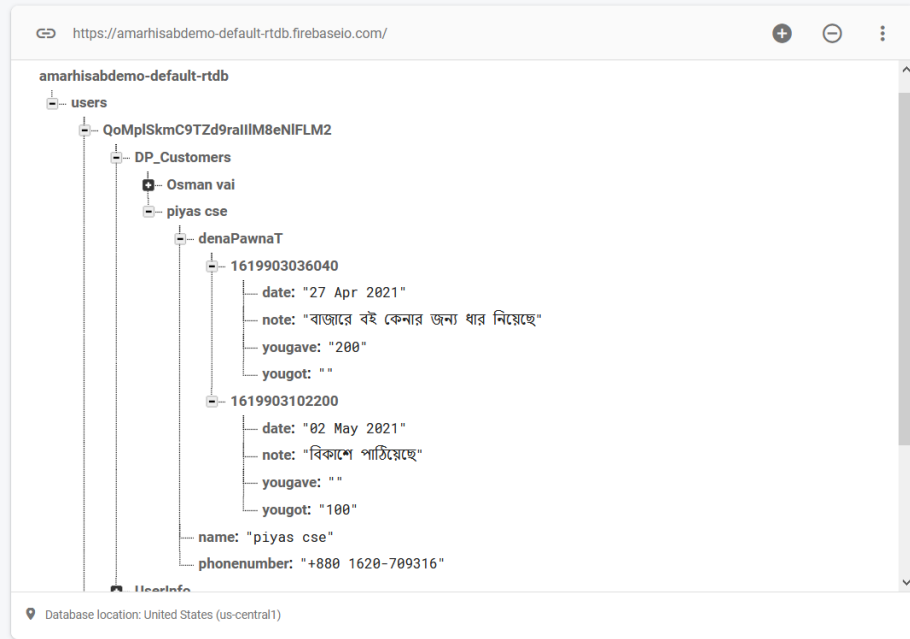 https://amarhisabdemo-default-rtdb.firebaseio.com/
amarhisabdemo-default-rtdb
users
QoMplSkmC9TZd9raIIlM8eNlFLM2
DP_Customers
Osman vai
piyas cse
denaPawnaT
1619903036040
date: "27 Apr 2021"
note: "বাজারে বই কেনার জন্য ধার নিয়েছে"
yougave: "200"
yougot: ""
1619903102200
date: "02 May 2021"
note: "বিকাশে পাঠিয়েছে"
yougave: ""
yougot: "100"
name: "piyas cse"
phonenumber: "+880 1620-709316"
UserInfo
Database location: United States (us-central1)